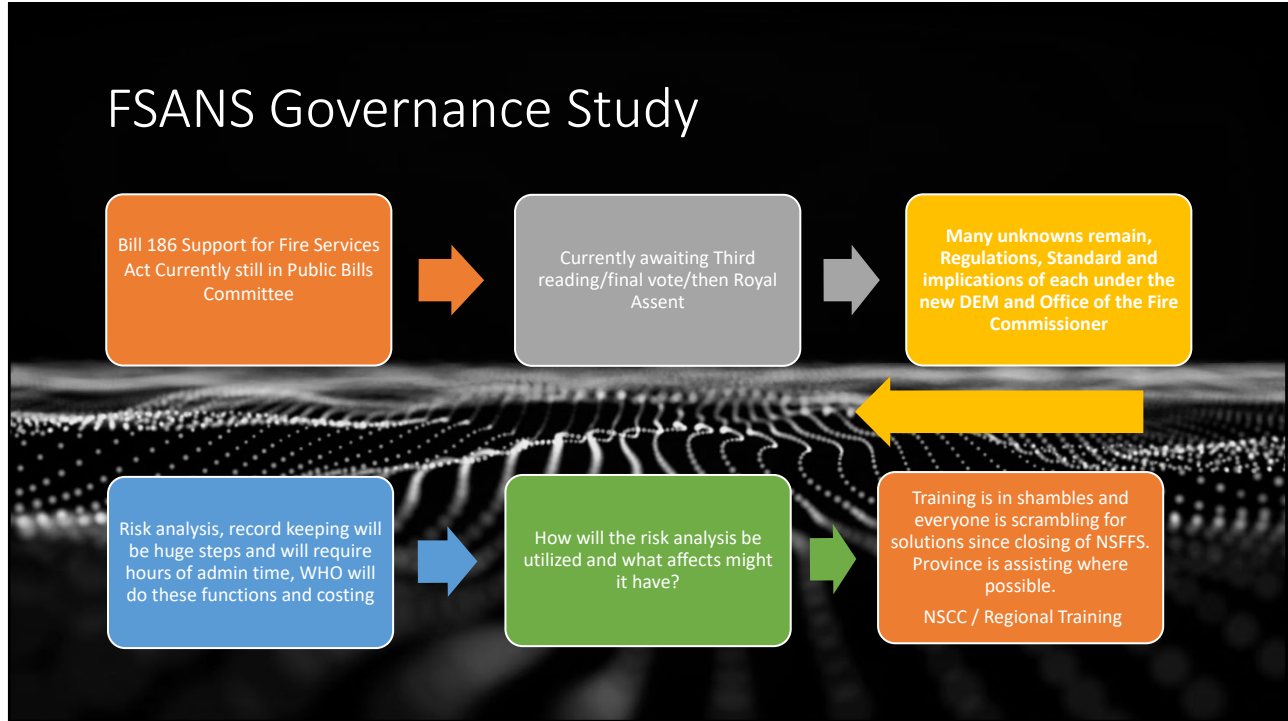 FSANS Governance Study
Bill 186 Support for Fire Services
Act Currently still in Public Bills
Committee
Currently awaiting Third
reading/final vote/then Royal
Assent
Many unknowns remain,
Regulations, Standard and
implications of each under the
new DEM and Office of the Fire
Commissioner
Risk analysis, record keeping will
be huge steps and will require
hours of admin time, WHO will
do these functions and costing
How will the risk analysis be
utilized and what affects might
it have?
Training is in shambles and
everyone is scrambling for
solutions since closing of NSFFS.
Province is assisting where
possible.
NSCC / Regional Training